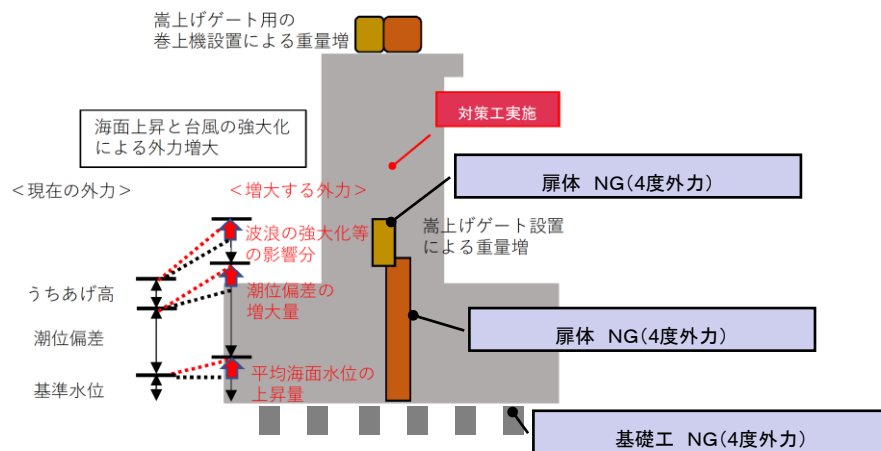 嵩上げゲート用の
巻上機設置による重量増
海面上昇と台風の強大化
による外力増大
対策工実施
＜現在の外力＞
＜増大する外力＞
扉体 NG(4度外力)
波浪の強大化等
の影響分
嵩上げゲート設置
による重量増
うちあげ高
潮位偏差の
増大量
潮位偏差
扉体 NG(4度外力)
平均海面水位の
上昇量
基準水位
基礎工 NG(4度外力)